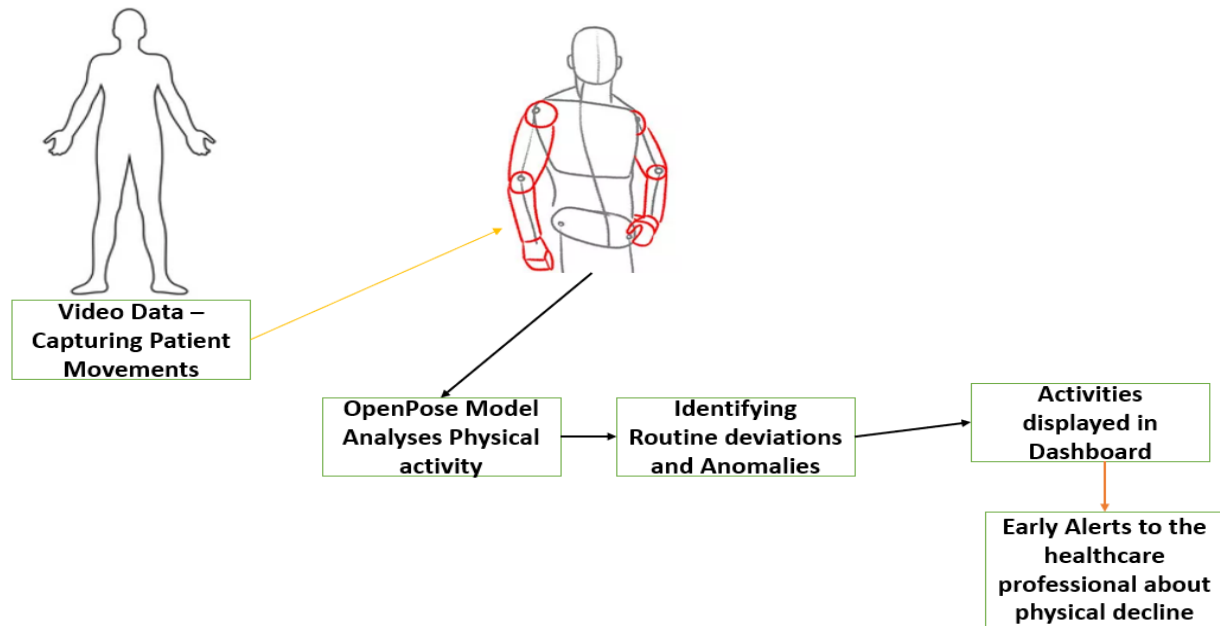 Video Data –
Capturing Patient
Movements
OpenPose Model
Analyses Physical
activity
Identifying
Routine deviations
and Anomalies
Activities
displayed in
Dashboard
Early Alerts to the
healthcare
professional about
physical decline